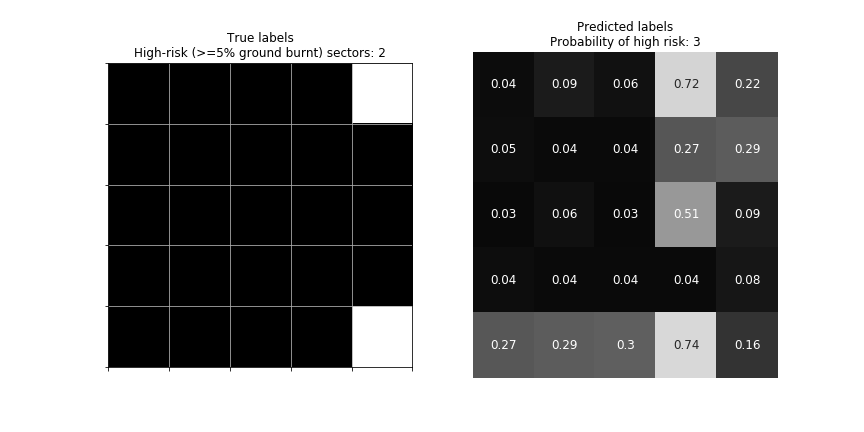 True labels
High-risk (>=5% ground burnt) sectors: 2
Predicted labels
Probability of high risk: 3
0.04 0.09 0.06 0.72 0.22
0.05 0.04 0.04 0.27 0.29
0.03 0.06 0.03 0.51 0.09
0.04 0.04 0.04 0.04 0.08
0.27 0.29 0.3 0.74 0.16